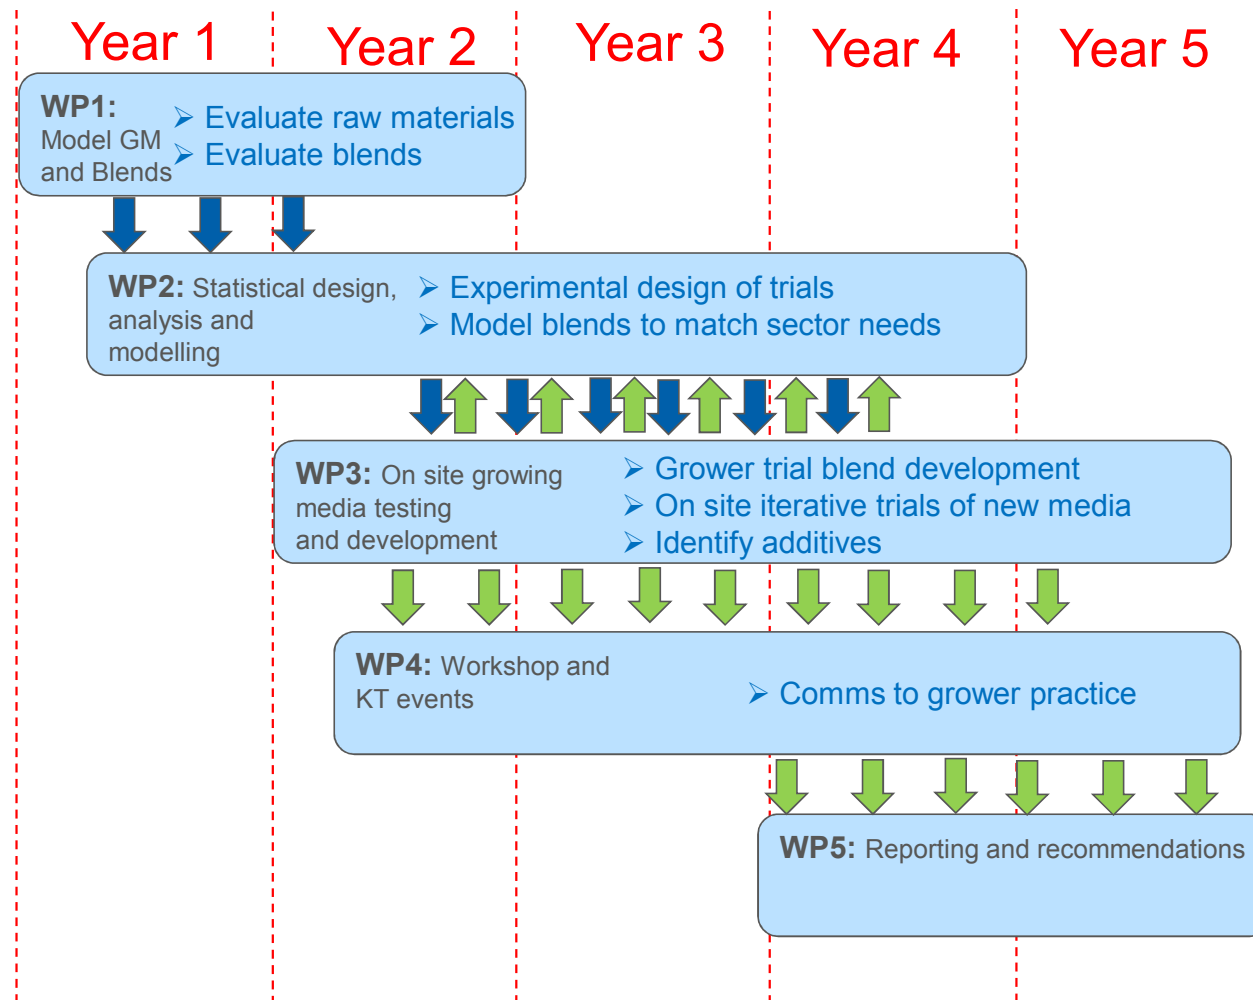 Year 1
Year 2
Year 3
Year 4
Year 5
WP1:
Model GM
and Blends
➢ Evaluate raw materials
➢ Evaluate blends
WP2: Statistical design,
analysis and
modelling
➢ Experimental design of trials
➢ Model blends to match sector needs
WP3: On site growing
media testing
and development
➢ Grower trial blend development
➢ On site iterative trials of new media
➢ Identify additives
WP4: Workshop and
KT events
➢ Comms to grower practice
WP5: Reporting and recommendations